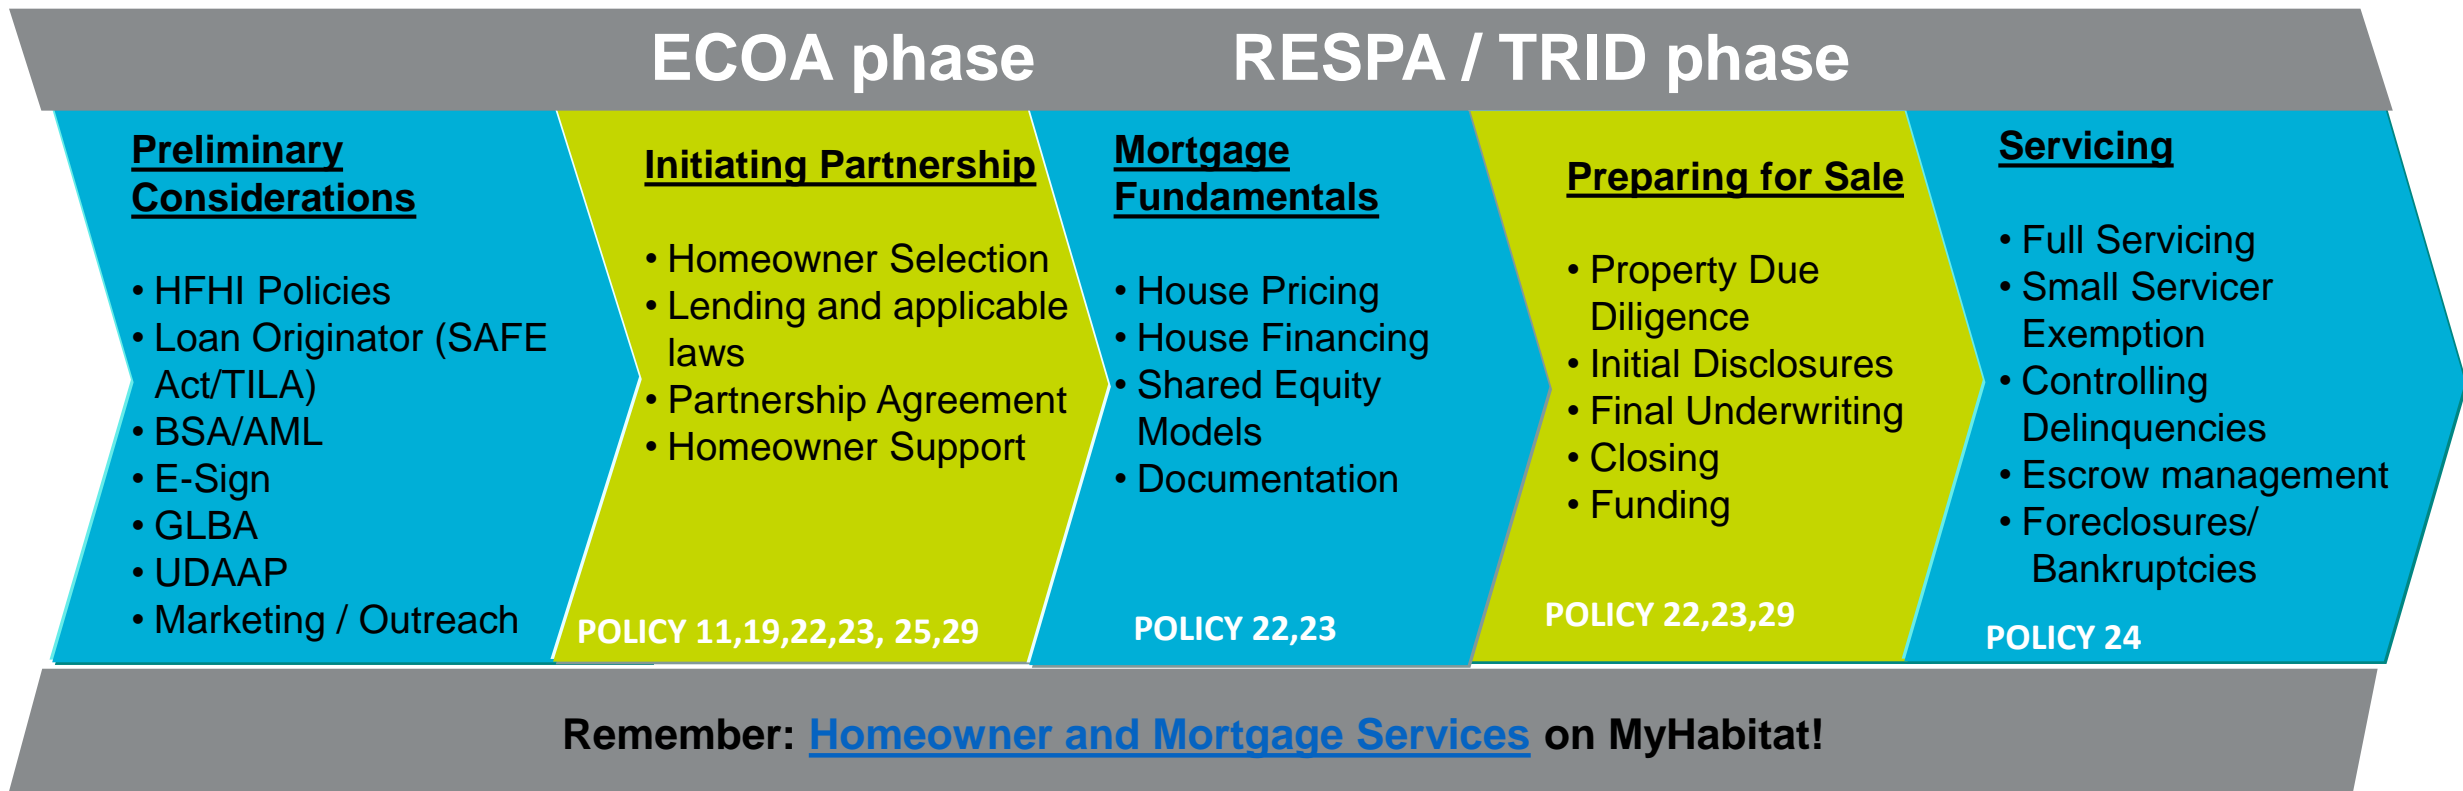 ECOA phase
RESPA / TRID phase
Preliminary
Considerations
• HFHI Policies
• Loan Originator (SAFE
Act/TILA)
• BSA/AML
• E-Sign
• GLBA
• UDAAP
• Marketing / Outreach
Initiating Partnership
• Homeowner Selection
• Lending and applicable
laws
• Partnership Agreement
• Homeowner Support
POLICY 11,19,22,23, 25,29
Mortgage
Fundamentals
• House Pricing
• House Financing
• Shared Equity
Models
• Documentation
POLICY 22,23
Preparing for Sale
• Property Due
Diligence
• Initial Disclosures
• Final Underwriting
• Closing
• Funding
POLICY 22,23,29
Servicing
• Full Servicing
• Small Servicer
Exemption
• Controlling
Delinquencies
• Escrow management
• Foreclosures/
Bankruptcies
POLICY 24
Remember: Homeowner and Mortgage Services on MyHabitat!